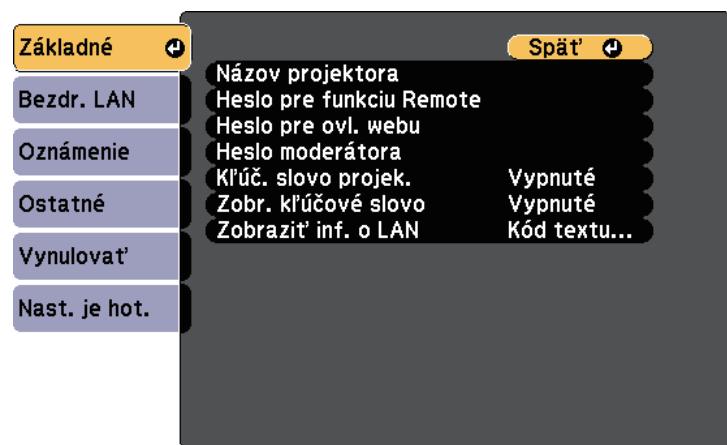 Základné
Bezdr. LAN
Oznámenie
Ostatné
Vynulovať
Nast. je hot.
Späť
Názov projektora
Heslo pre funkciu Remote
Heslo pre ovl. webu
Heslo moderátora
Kľúč. slovo projek. Vypnuté
Zobr. kľúčové slovo Vypnuté
Zobraziť inf. o LAN Kód textu...